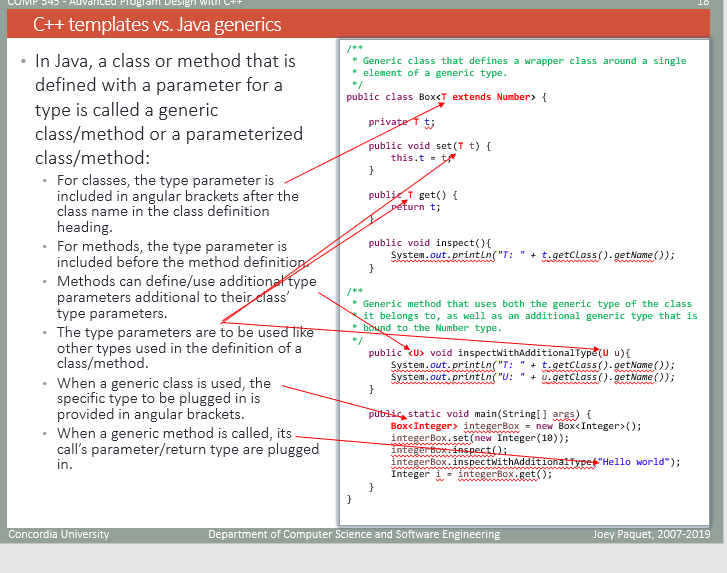 COMP 345 - Advanced Program Design with C++
18
C++ templates vs. Java generics
• In Java, a class or method that is
defined with a parameter for a
type is called a generic
class/method or a parameterized
class/method:
• For classes, the type parameter is
included in angular brackets after the
class name in the class definition
heading.
• For methods, the type parameter is
included before the method definition.
• Methods can define/use additional type
parameters additional to their class’
type parameters.
• The type parameters are to be used like
other types used in the definition of a
class/method.
• When a generic class is used, the
specific type to be plugged in is
provided in angular brackets.
• When a generic method is called, its
call’s parameter/return type are plugged
in.
/**
* Generic class that defines a wrapper class around a single
* element of a generic type.
*/
public class Box<T extends Number> {
private T t;
public void set(T t) {
this.t = t;
}
public T get() {
return t;
}
public void inspect(){
System.out.println("T: " + t.getClass().getName());
}
/**
* Generic method that uses both the generic type of the class
* it belongs to, as well as an additional generic type that is
* bound to the Number type.
*/
public <U> void inspectWithAdditionalType(U u){
System.out.println("T: " + t.getClass().getName());
System.out.println("U: " + u.getClass().getName());
}
public static void main(String[] args) {
Box<Integer> integerBox = new Box<Integer>();
integerBox.set(new Integer(10));
integerBox.inspect();
integerBox.inspectWithAdditionalType("Hello world");
Integer i = integerBox.get();
}
}
Concordia University
Department of Computer Science and Software Engineering
Joey Paquet, 2007-2019